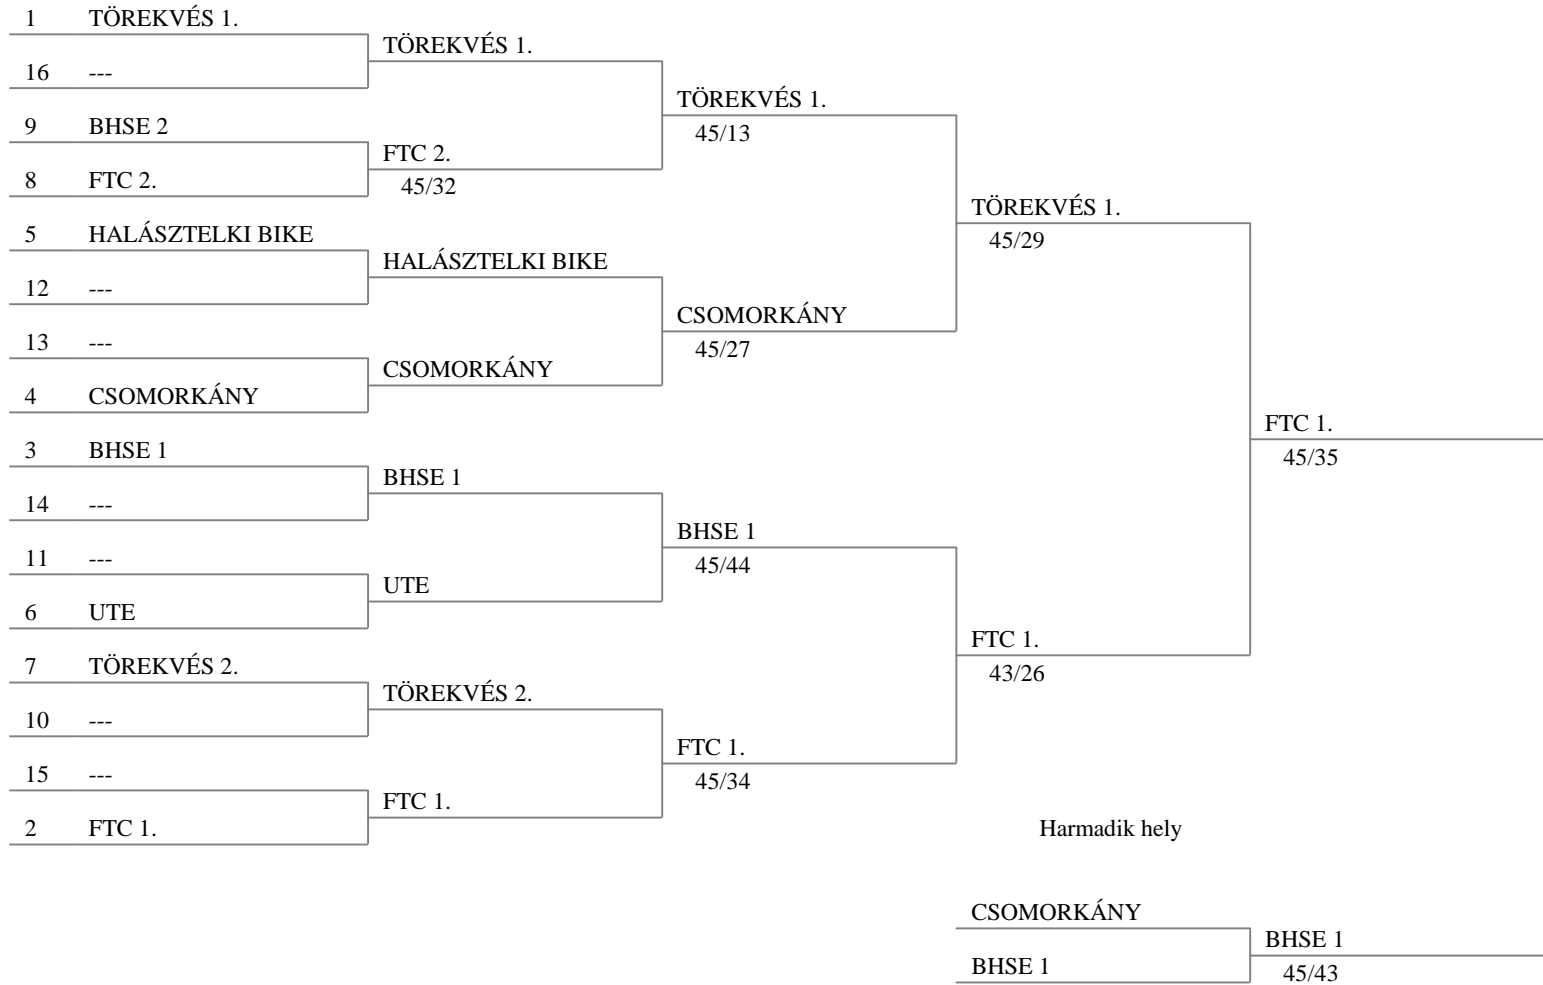 1 TÖREKVÉS 1.
16 ---
9 BHSE 2
8 FTC 2.
5 HALÁSZTELKI BIKE
12 ---
13 ---
4 CSOMORKÁNY
3 BHSE 1
14 ---
11 ---
6 UTE
7 TÖREKVÉS 2.
10 ---
15 ---
2 FTC 1.
TÖREKVÉS 1.
FTC 2.
45/32
HALÁSZTELKI BIKE
CSOMORKÁNY
BHSE 1
UTE
TÖREKVÉS 2.
FTC 1.
TÖREKVÉS 1.
45/13
CSOMORKÁNY
45/27
BHSE 1
45/44
FTC 1.
45/34
TÖREKVÉS 1.
45/29
FTC 1.
43/26
FTC 1.
45/35
Harmadik hely
CSOMORKÁNY
BHSE 1
BHSE 1
45/43